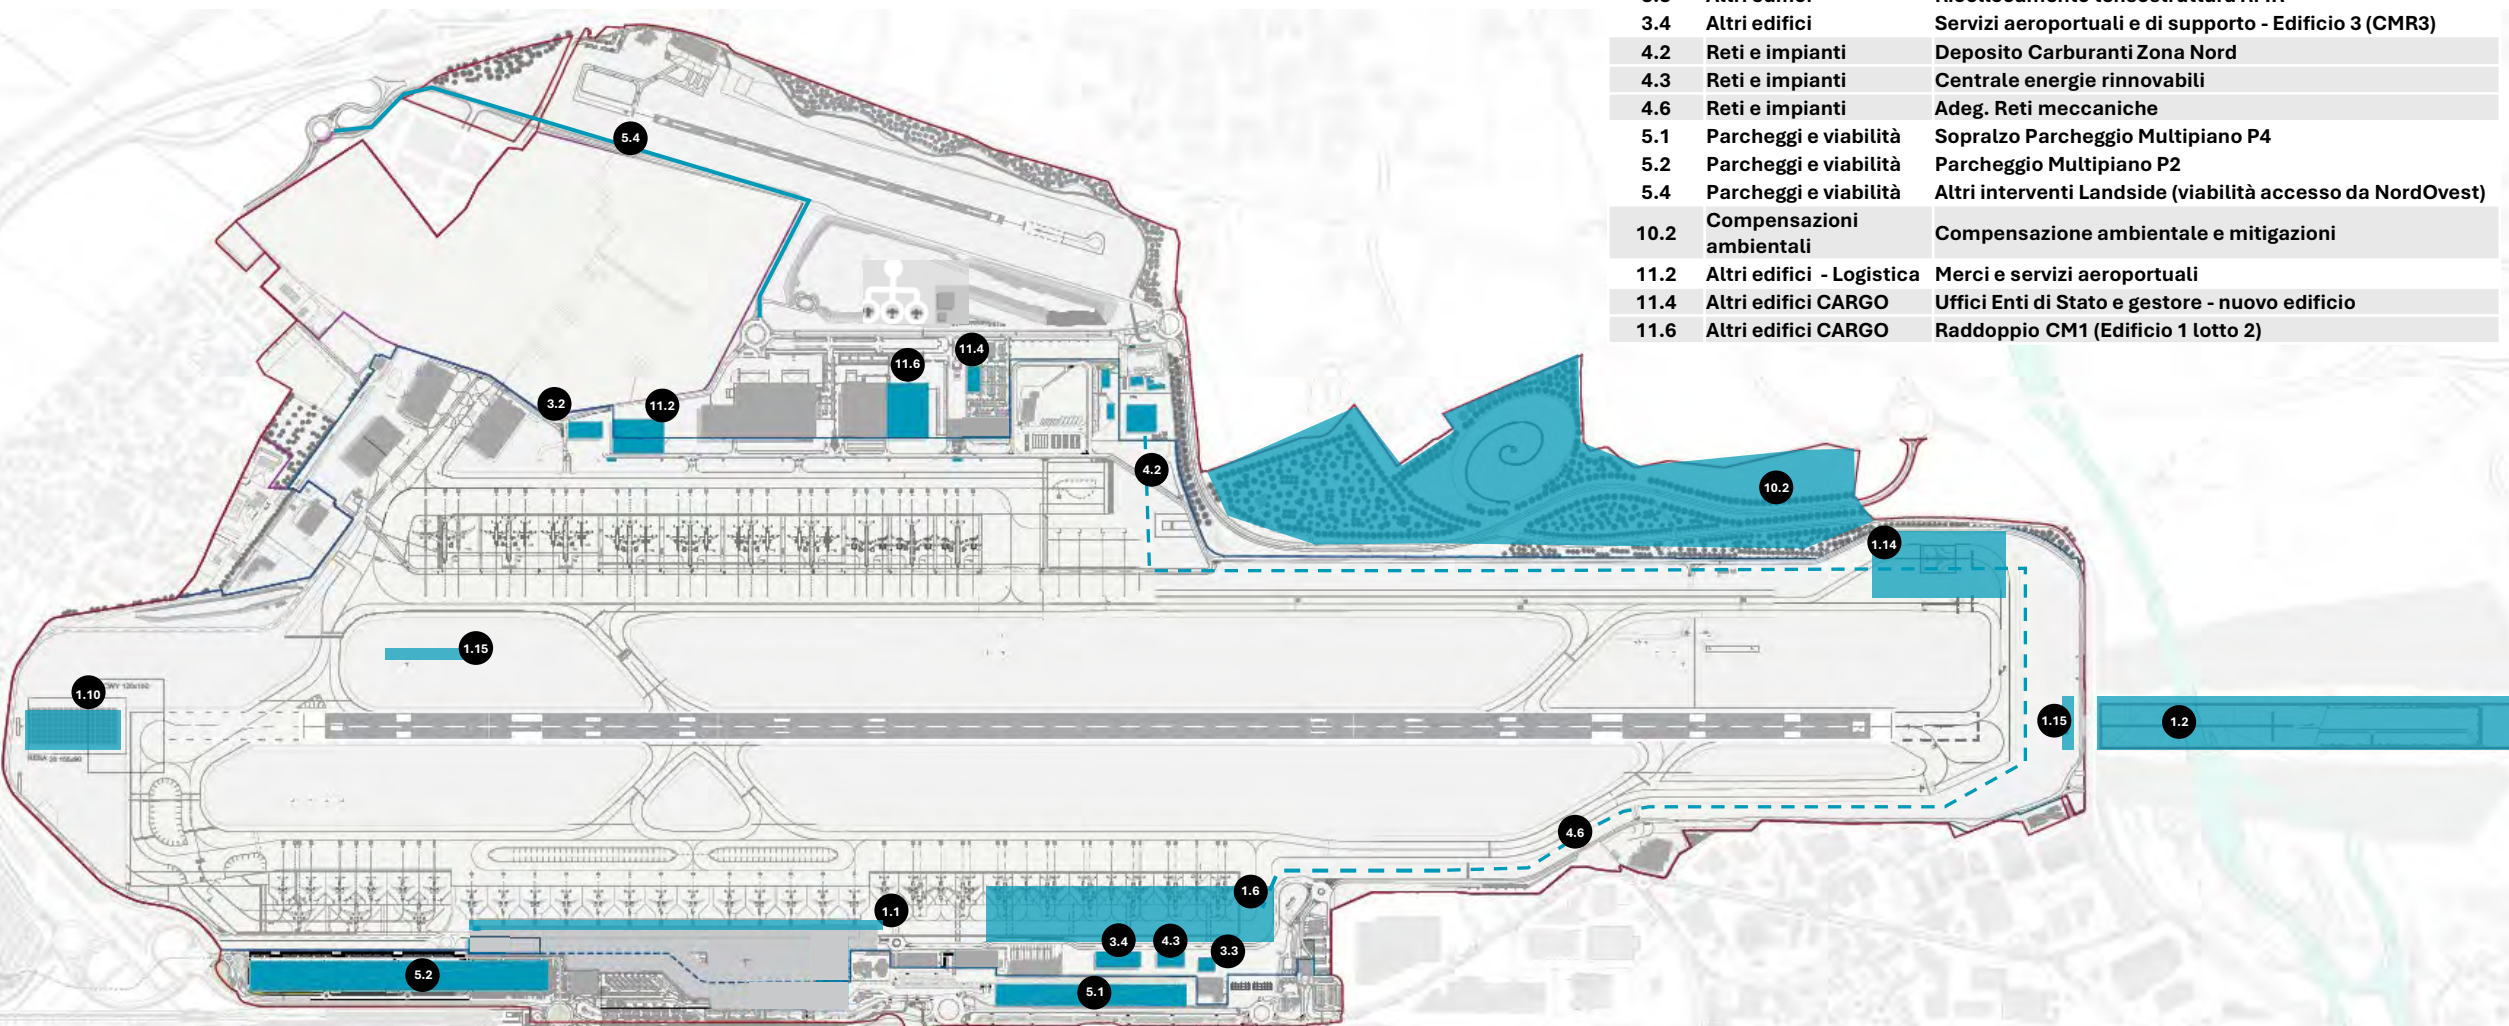 3.4 Altri edifici Servizi aeroportuali e di supporto - Edificio 3 (CMR3)
4.2 Reti e impianti Deposito Carburanti Zona Nord
4.3 Reti e impianti Centrale energie rinnovabili
4.6 Reti e impianti Adeg. Reti meccaniche
5.1 Parcheggi e viabilità Sopralzo Parcheggio Multipiano P4
5.2 Parcheggi e viabilità Parcheggio Multipiano P2
5.4 Parcheggi e viabilità Altri interventi Landside (viabilità accesso da NordOvest)
10.2 Compensazioni ambientali Compensazione ambientale e mitigazioni
11.2 Altri edifici - Logistica Merci e servizi aeroportuali
11.4 Altri edifici CARGO Uffici Enti di Stato e gestore - nuovo edificio
11.6 Altri edifici CARGO Raddoppio CM1 (Edificio 1 lotto 2)
5.4
11.4
11.6
3.2
11.2
4.2
10.2
1.14
1.15
1.10
1.15
1.2
4.6
1.6
1.1
3.4
4.3
3.3
5.2
5.1